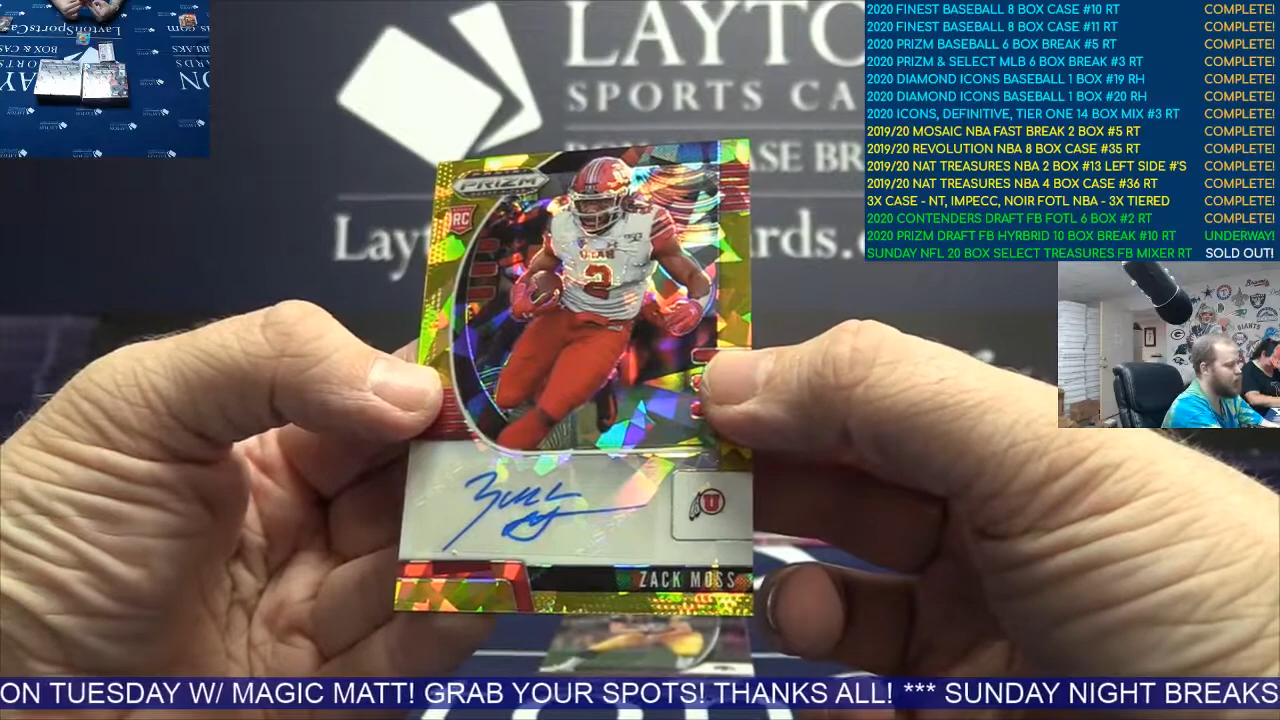 LAYTO
SPORTS CA
SE BR
Layt
rds.c
2020 FINEST BASEBALL 8 BOX CASE #10 RT COMPLETE!
2020 FINEST BASEBALL 8 BOX CASE #11 RT COMPLETE!
2020 PRIZM BASEBALL 6 BOX BREAK #5 RT COMPLETE!
2020 PRIZM & SELECT MLB 6 BOX BREAK #3 RT COMPLETE!
2020 DIAMOND ICONS BASEBALL 1 BOX #19 RH COMPLETE!
2020 DIAMOND ICONS BASEBALL 1 BOX #20 RH COMPLETE!
2020 ICONS, DEFINITIVE, TIER ONE 14 BOX MIX #3 RT COMPLETE!
2019/20 MOSAIC NBA FAST BREAK 2 BOX #5 RT COMPLETE!
2019/20 REVOLUTION NBA 8 BOX CASE #35 RT COMPLETE!
2019/20 NAT TREASURES NBA 2 BOX #13 LEFT SIDE #'S COMPLETE!
2019/20 NAT TREASURES NBA 4 BOX CASE #36 RT COMPLETE!
3X CASE - NT, IMPECC, NOIR FOTL NBA - 3X TIERED COMPLETE!
2020 CONTENDERS DRAFT FB FOTL 6 BOX #2 RT COMPLETE!
2020 PRIZM DRAFT FB HYRBRID 10 BOX BREAK #10 RT UNDERWAY!
SUNDAY NFL 20 BOX SELECT TREASURES FB MIXER RT SOLD OUT!
PRIZM
RC
UTAH
2
U
ZACK MOSS
GIANTS
ON TUESDAY W/ MAGIC MATT! GRAB YOUR SPOTS! THANKS ALL! *** SUNDAY NIGHT BREAKS